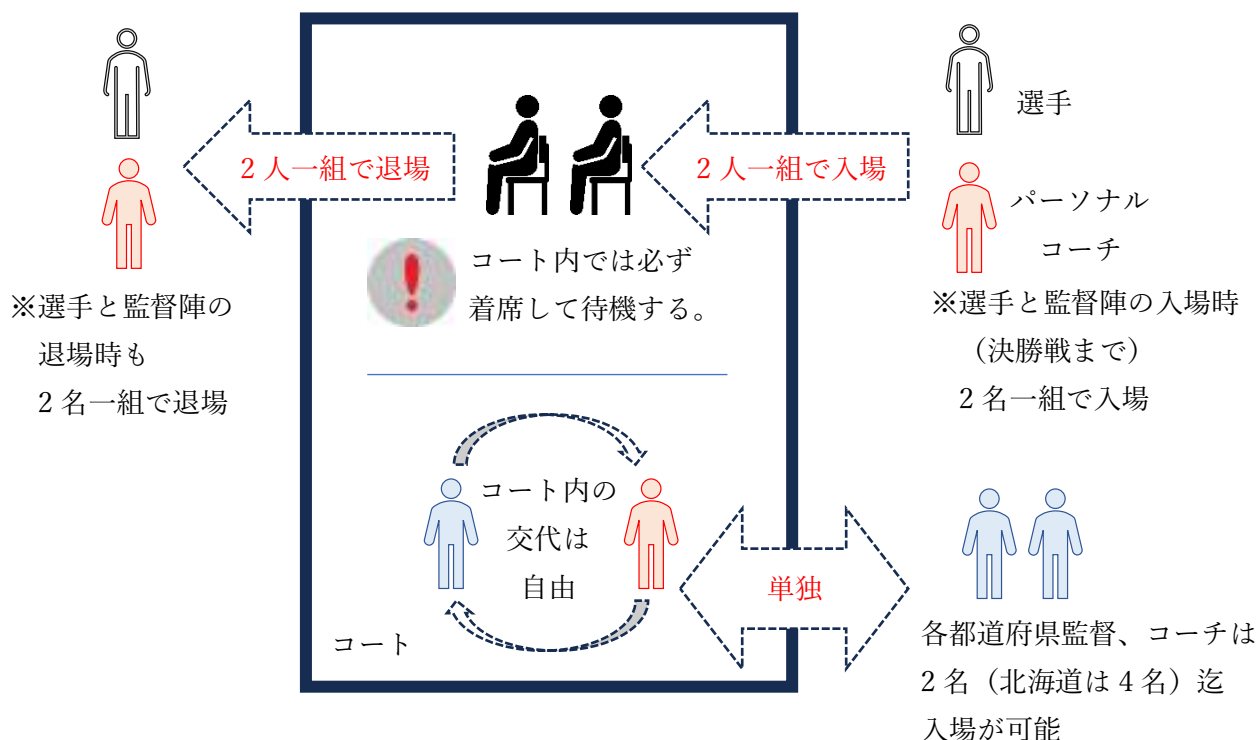 選手
2人一組で退場
2人一組で入場
パーソナル
コーチ
コート内では必ず
着席して待機する。
※選手と監督陣の
退場時も
2名一組で退場
※選手と監督陣の入場時
（決勝戦まで）
2名一組で入場
コート内の
交代は
自由
単独
コート
各都道府県監督、コーチは
2名（北海道は4名）迄
入場が可能